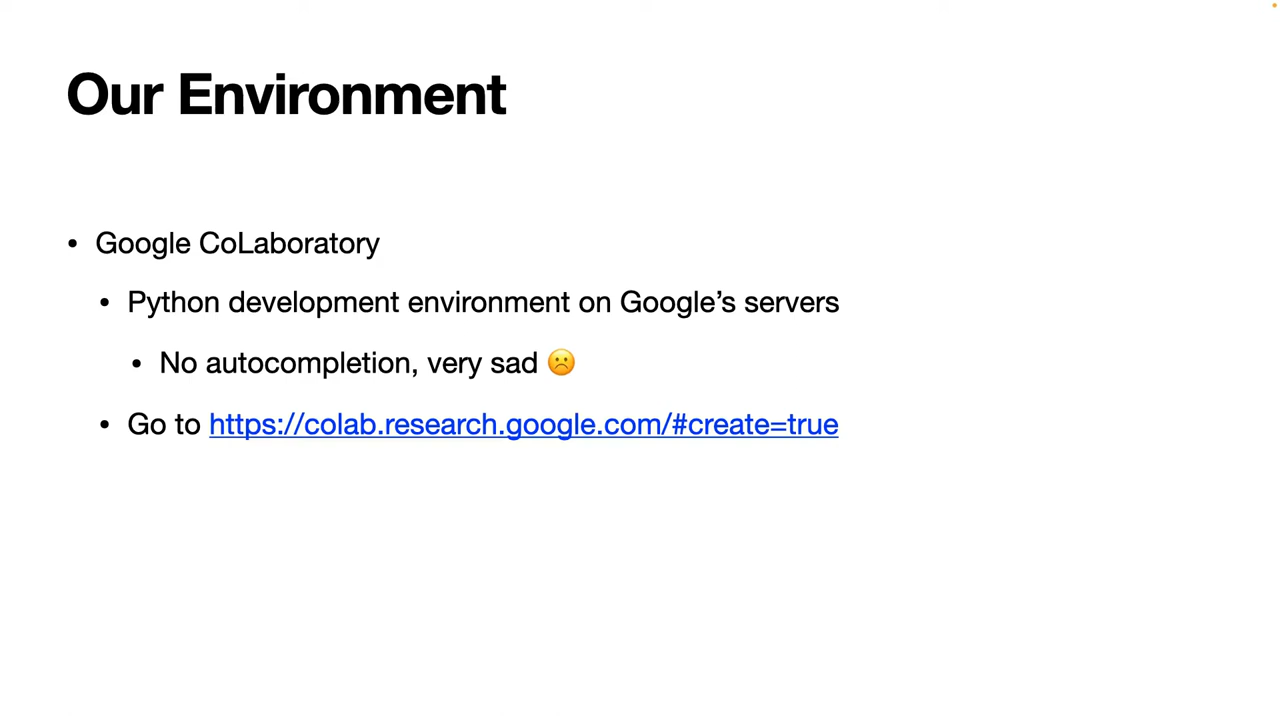 Our Environment
• Google CoLaboratory
• Python development environment on Google’s servers
• No autocompletion, very sad ☹️
• Go to https://colab.research.google.com/#create=true